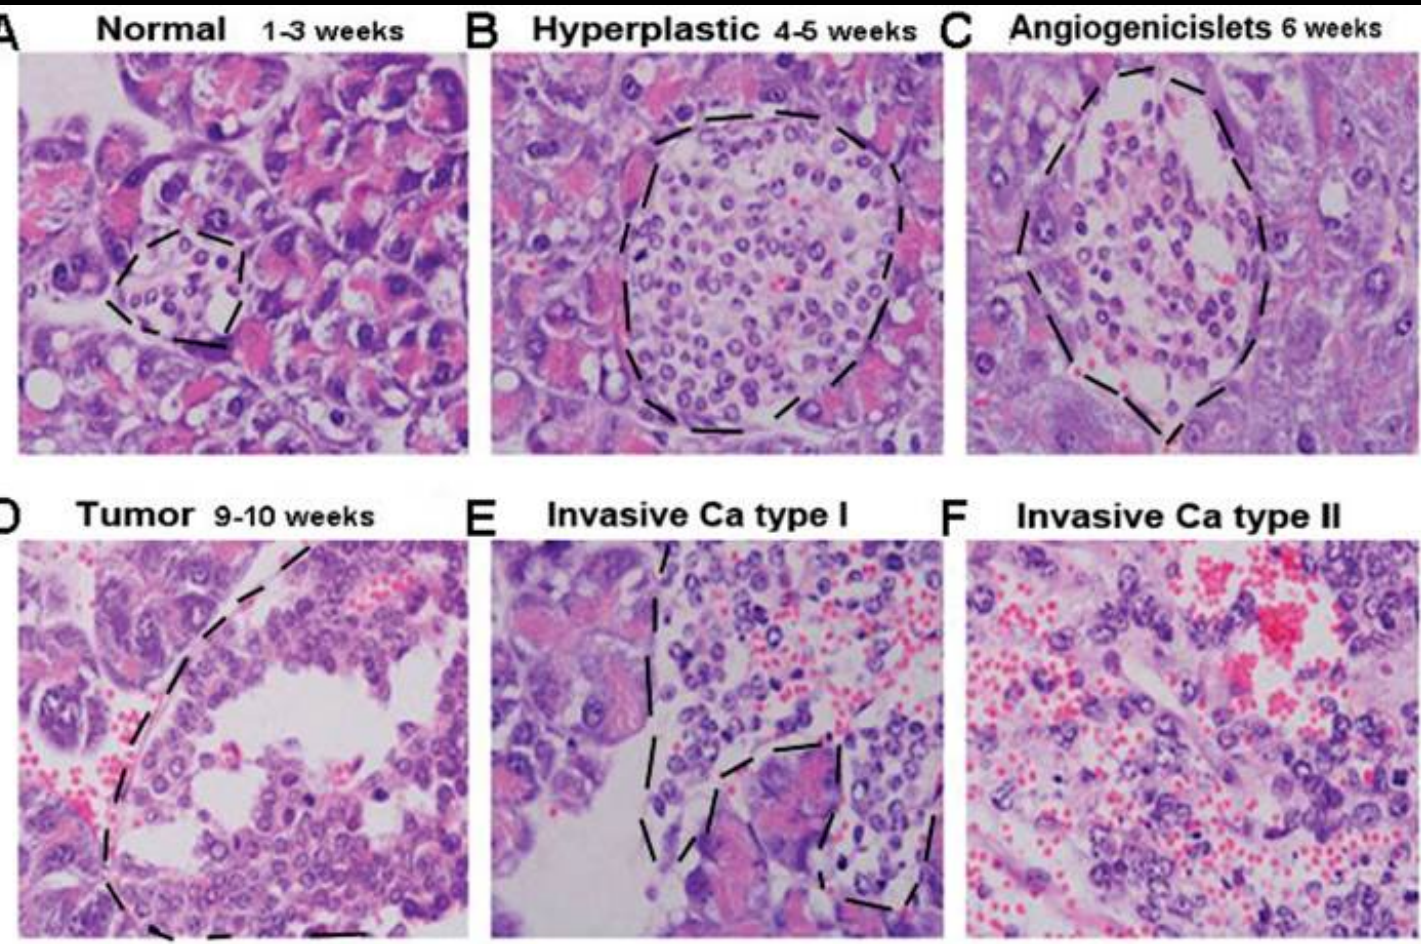 A Normal 1-3 weeks
B Hyperplastic 4-5 weeks
C Angiogenicislets 6 weeks
D Tumor 9-10 weeks
E Invasive Ca type I
F Invasive Ca type II